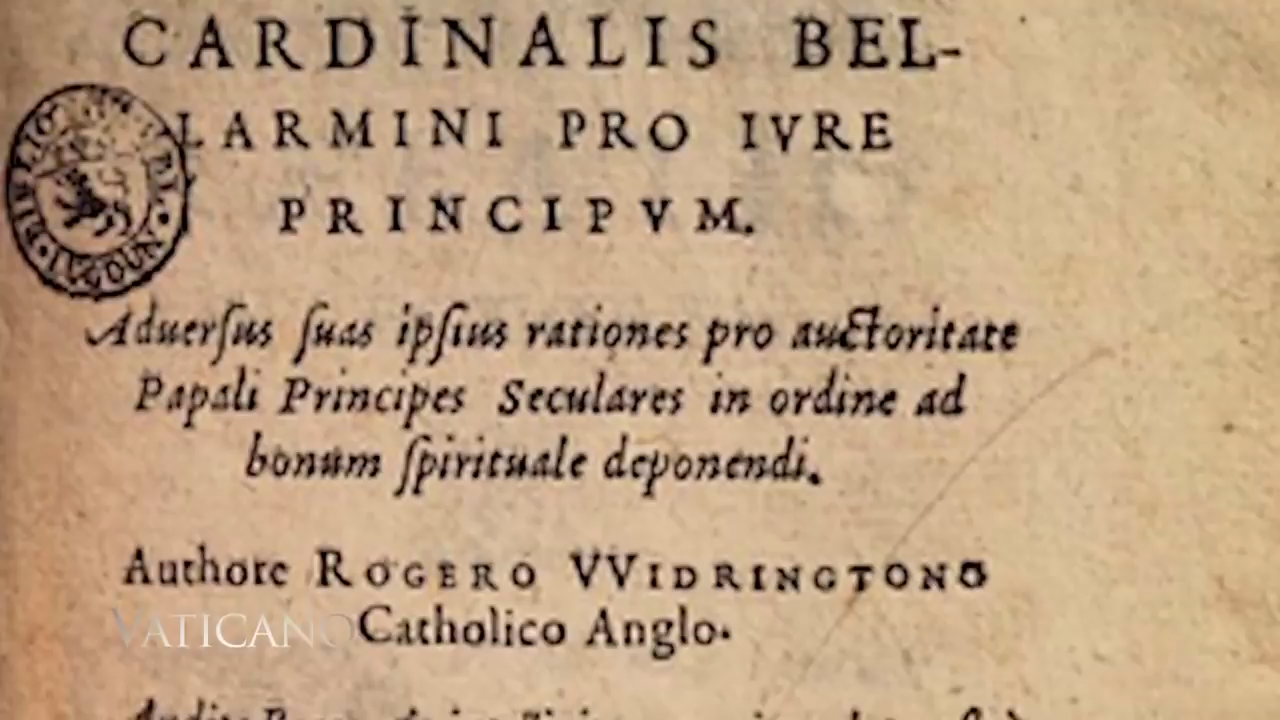 CARDINALIS BEL-
LARMINI PRO IVRE
PRINCIPVM.
Aduerſus ſuas ipſius rationes pro auctoritate
Papali Principes Seculares in ordine ad
bonum ſpirituale deponendi.
Authore ROGERO VVIDRINGTONO
Catholico Anglo.
VATICANO